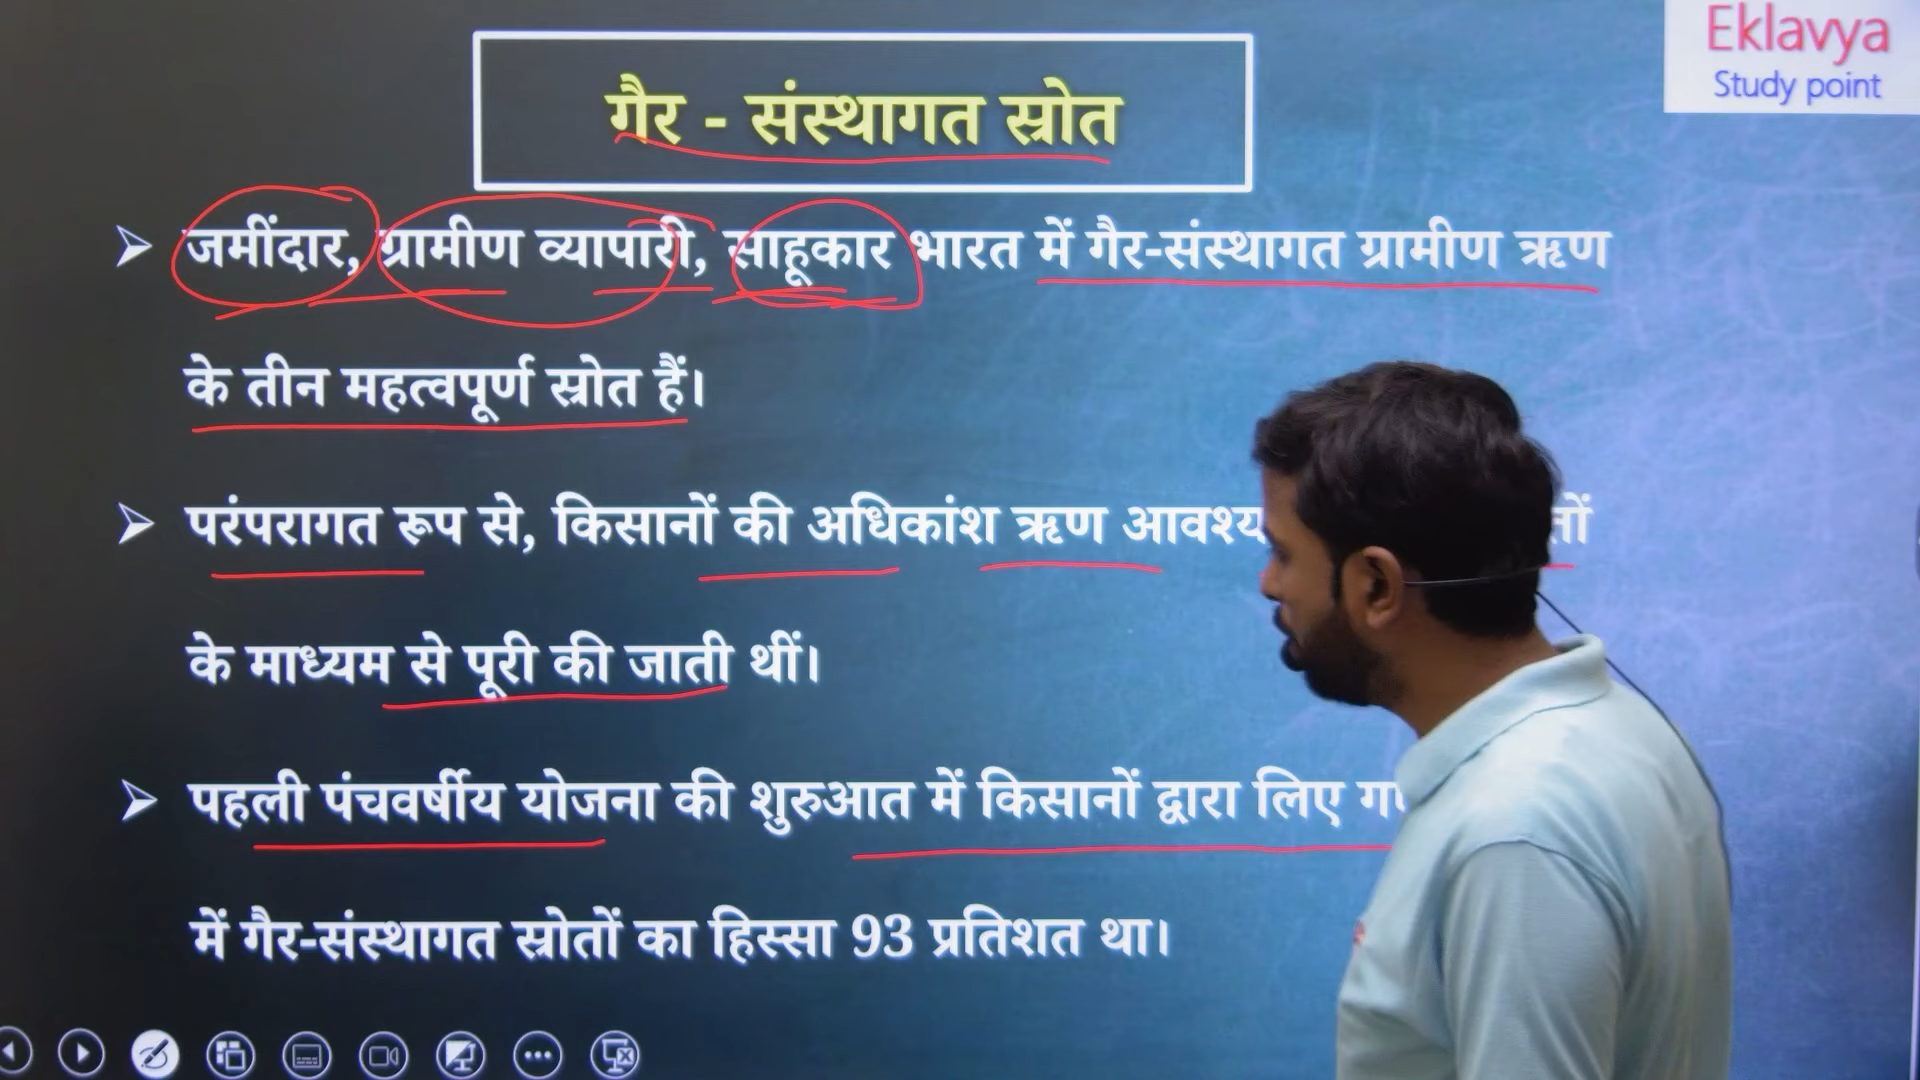 Eklavya
Study point
गैर - संस्थागत स्रोत
जमींदार, ग्रामीण व्यापारी, साहूकार भारत में गैर-संस्थागत ग्रामीण ऋण
के तीन महत्वपूर्ण स्रोत हैं।
परंपरागत रूप से, किसानों की अधिकांश ऋण
के माध्यम से पूरी की जाती थीं।
पहली पंचवर्षीय योजना की शुरुआत में किसानों द्वारा लिए
में गैर-संस्थागत स्रोतों का हिस्सा 93 प्रतिशत था।